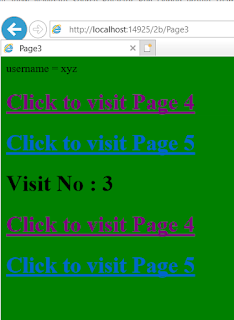 http://localhost:14925/2b/Page3
Page3
username = xyz
Click to visit Page 4
Click to visit Page 5
Visit No : 3
Click to visit Page 4
Click to visit Page 5